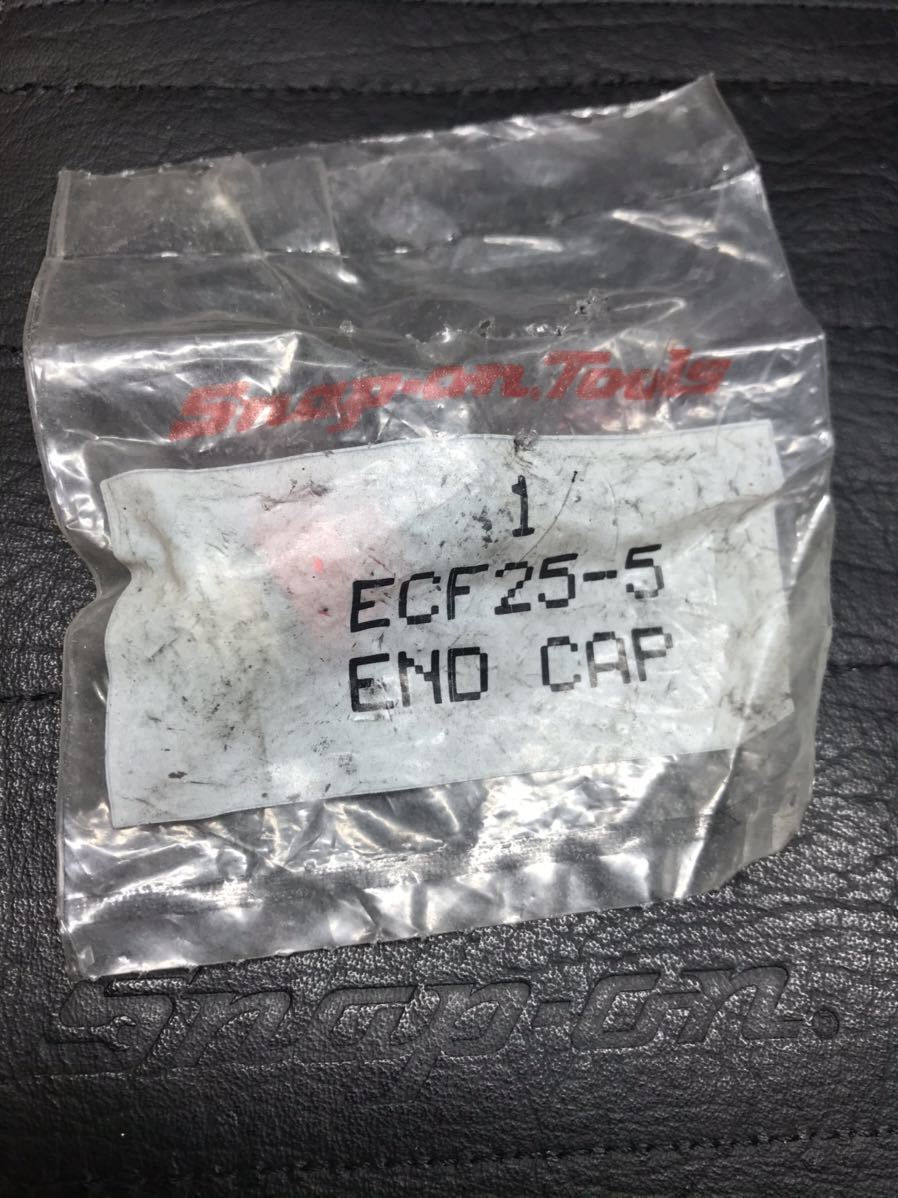 Snap-on Tools
1
ECF25-5
END CAP
Snap-on®